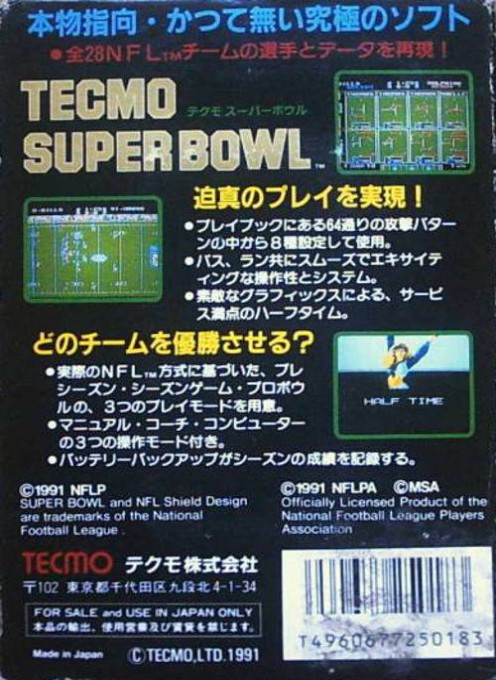 本物指向・かつて無い究極のソフト
●全28NFL™チームの選手とデータを再現！
TECMO
テクモスーパーボウル
SUPER BOWL™
迫真のプレイを実現！
●プレイブックにある64通りの攻撃パターンの中から8種設定して使用。
●パス、ラン共にスムーズでエキサイティングな操作性とシステム。
●素敵なグラフィックスによる、サービス満点のハーフタイム。
どのチームを優勝させる？
●実際のNFL™方式に基づいた、プレシーズン・シーズンゲーム・プロボウルの、3つのプレイモードを用意。
●マニュアル・コーチ・コンピューターの3つの操作モード付き。
●バッテリーバックアップがシーズンの成績を記録する。
HALF TIME
©1991 NFLP
SUPER BOWL and NFL Shield Design
are trademarks of the National
Football League.
©1991 NFLPA ©MSA
Officially Licensed Product of the
National Football League Players
Association
TECMO テクモ株式会社
〒102 東京都千代田区九段北4-1-34
FOR SALE and USE IN JAPAN ONLY
本品の輸出、使用営業及び賃貸を禁じます。
Made in Japan ©TECMO,LTD.1991
T4960677250183